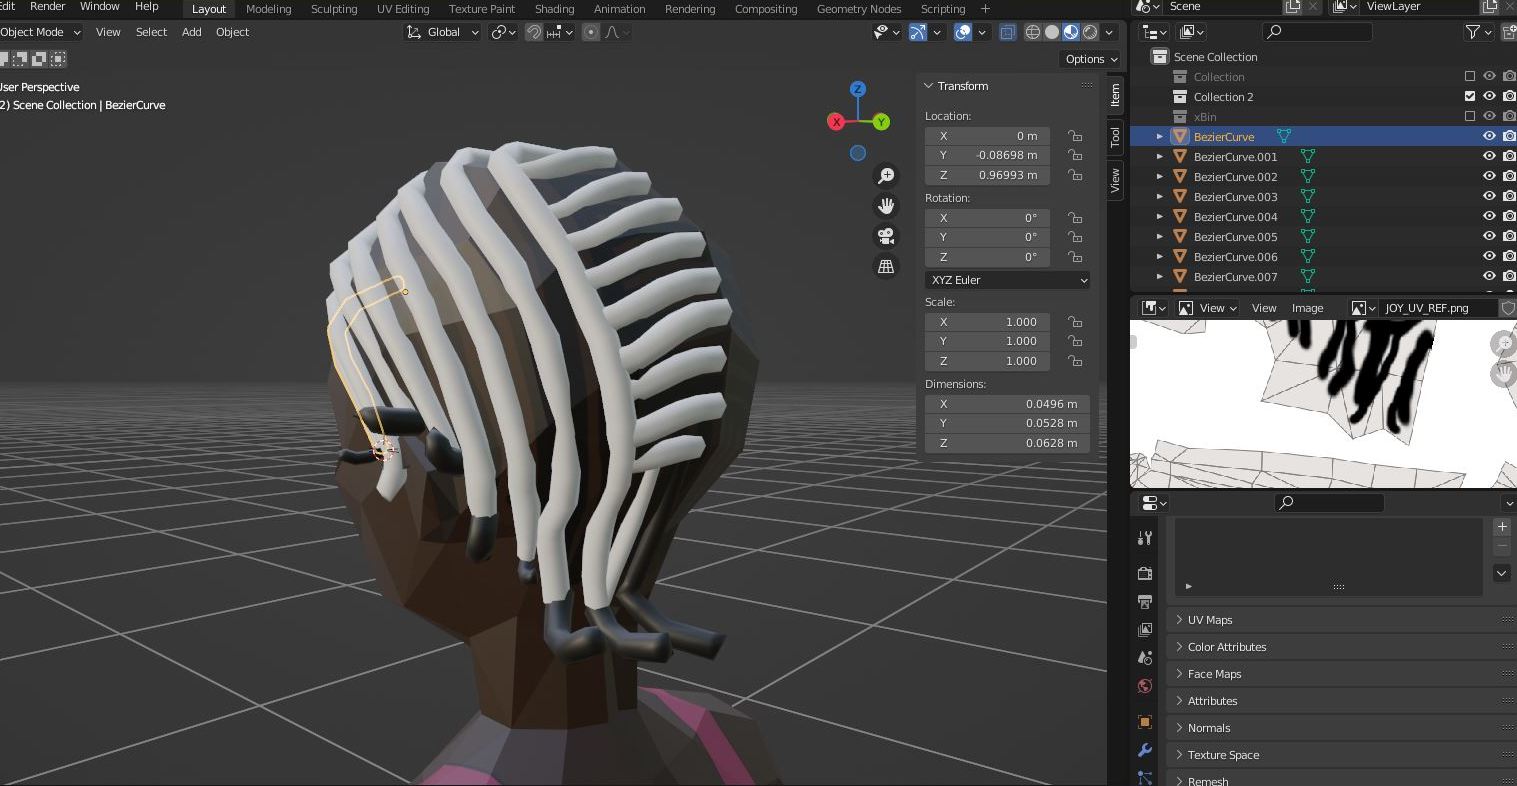 Edit Render Window Help Layout Modeling Sculpting UV Editing Texture Paint Shading Animation Rendering Compositing Geometry Nodes Scripting + Scene ViewLayer
Object Mode View Select Add Object Global
Options
User Perspective
2) Scene Collection | BezierCurve
Z
X
Y
Transform
Location:
X 0 m
Y -0.08698 m
Z 0.96993 m
Rotation:
X 0°
Y 0°
Z 0°
XYZ Euler
Scale:
X 1.000
Y 1.000
Z 1.000
Dimensions:
X 0.0496 m
Y 0.0528 m
Z 0.0628 m
Item
Tool
View
Scene Collection
Collection
Collection 2
xBin
BezierCurve
BezierCurve.001
BezierCurve.002
BezierCurve.003
BezierCurve.004
BezierCurve.005
BezierCurve.006
BezierCurve.007
View View Image JOY_UV_REF.png
UV Maps
Color Attributes
Face Maps
Attributes
Normals
Texture Space
Remesh